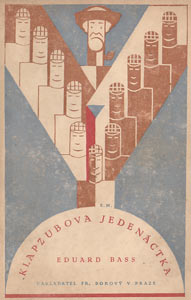 E. M.
KLAPZUBOVA JEDENÁCTKA
EDUARD BASS
NAKLADATEL FR. BOROVÝ V PRAZE